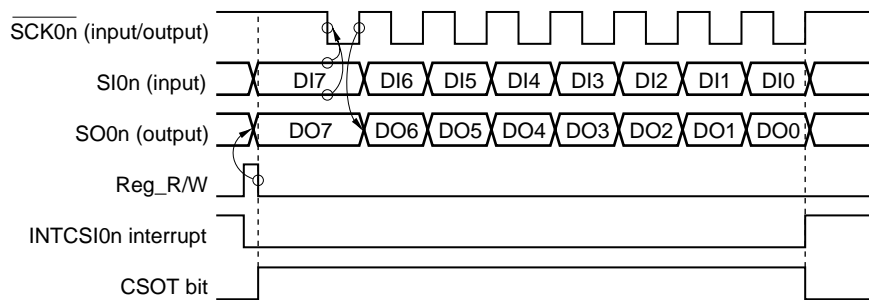 SCK0n (input/output)
SI0n (input) DI7 DI6 DI5 DI4 DI3 DI2 DI1 DI0
SO0n (output) DO7 DO6 DO5 DO4 DO3 DO2 DO1 DO0
Reg_R/W
INTCSI0n interrupt
CSOT bit